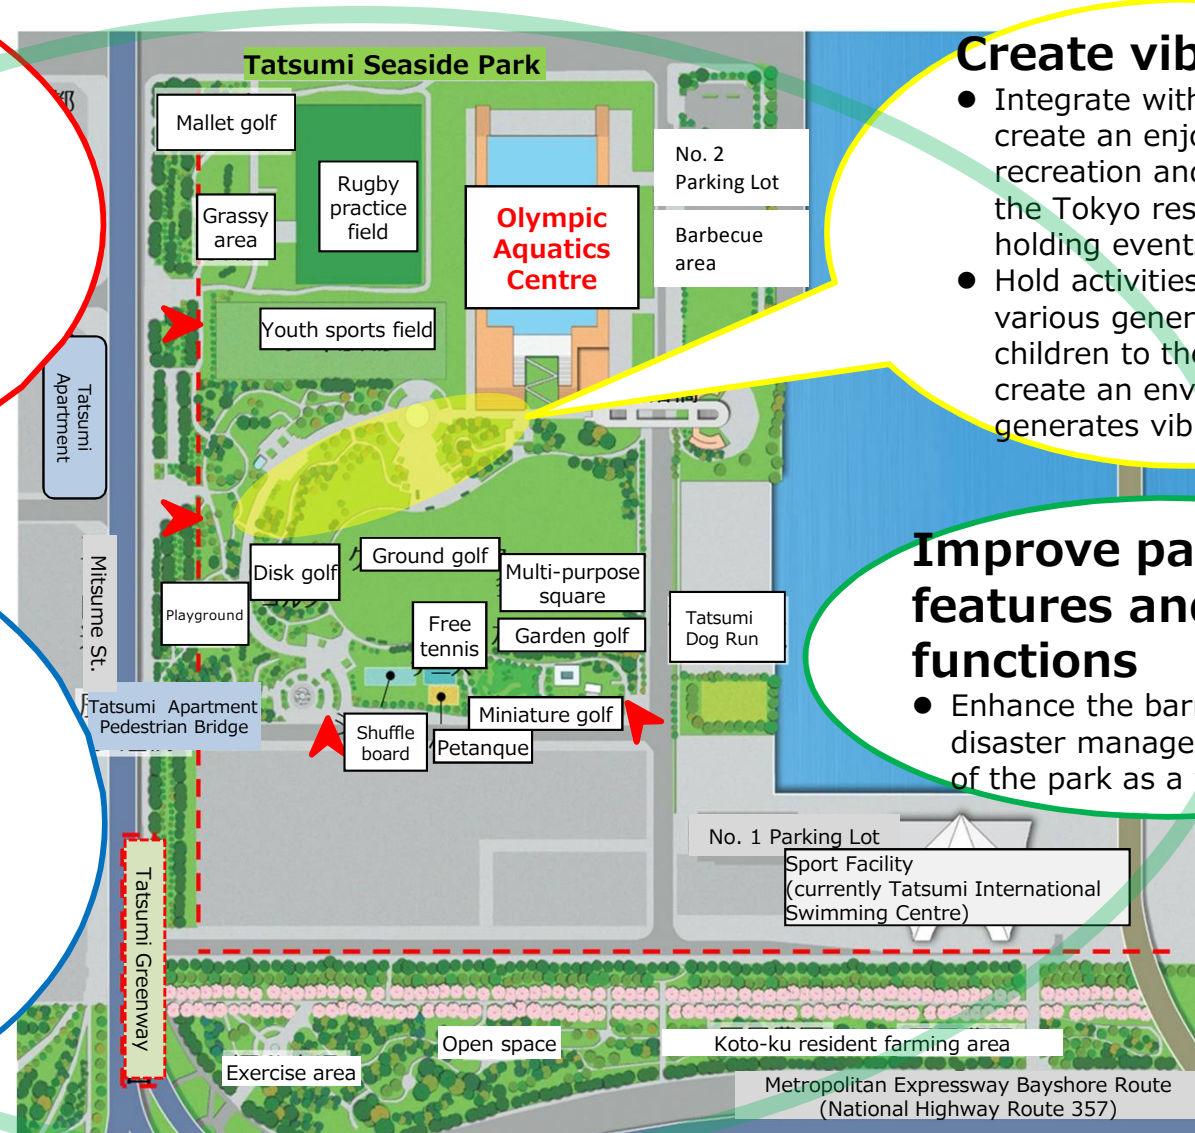 Tatsumi Seaside Park
都
Mallet golf
Grassy
area
Rugby
practice
field
Olympic
Aquatics
Centre
No. 2
Parking Lot
Barbecue
area
Youth sports field
Tatsumi
Apartment
Create vib
● Integrate with
create an enjo
recreation and
the Tokyo res
holding event
● Hold activities
various gener
children to the
create an env
generates vib
Mitsume St.
Playground
Disk golf
Ground golf
Multi-purpose
square
Free
tennis
Garden golf
Tatsumi
Dog Run
Improve pa
features and
functions
● Enhance the barr
disaster manage
of the park as a
Tatsumi Apartment
Pedestrian Bridge
Shuffle
board
Petanque
Miniature golf
No. 1 Parking Lot
Sport Facility
(currently Tatsumi International
Swimming Centre)
Tatsumi Greenway
Exercise area
Open space
Koto-ku resident farming area
Metropolitan Expressway Bayshore Route
(National Highway Route 357)